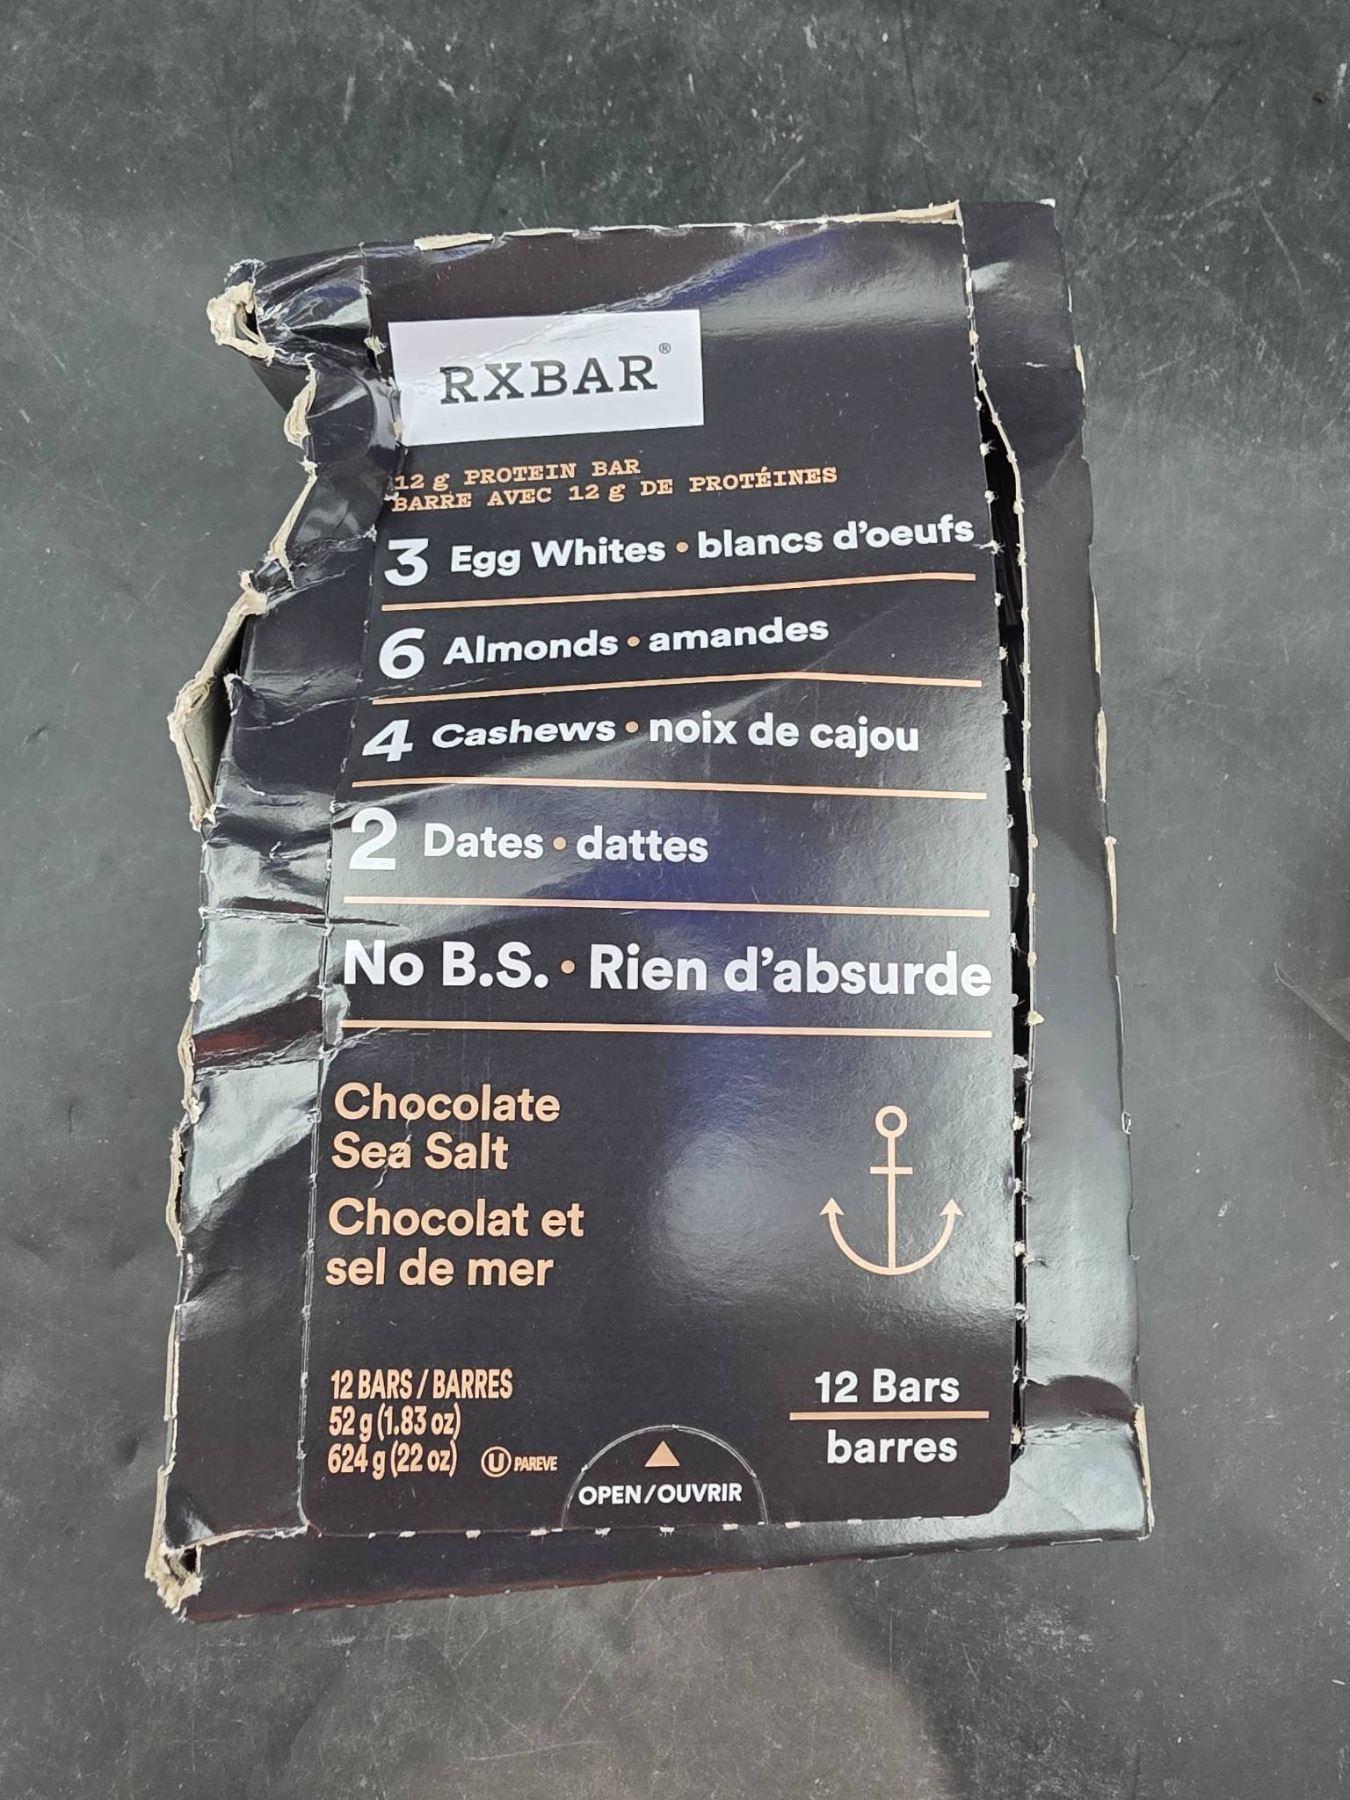 RXBAR®
12 g PROTEIN BAR
BARRE AVEC 12 g DE PROTÉINES
3 Egg Whites • blancs d'oeufs
6 Almonds • amandes
4 Cashews • noix de cajou
2 Dates • dattes
No B.S. • Rien d'absurde
Chocolate
Sea Salt
Chocolat et
sel de mer
12 BARS / BARRES
52 g (1.83 oz)
624 g (22 oz) U PAREVE
OPEN/OUVRIR
12 Bars
barres